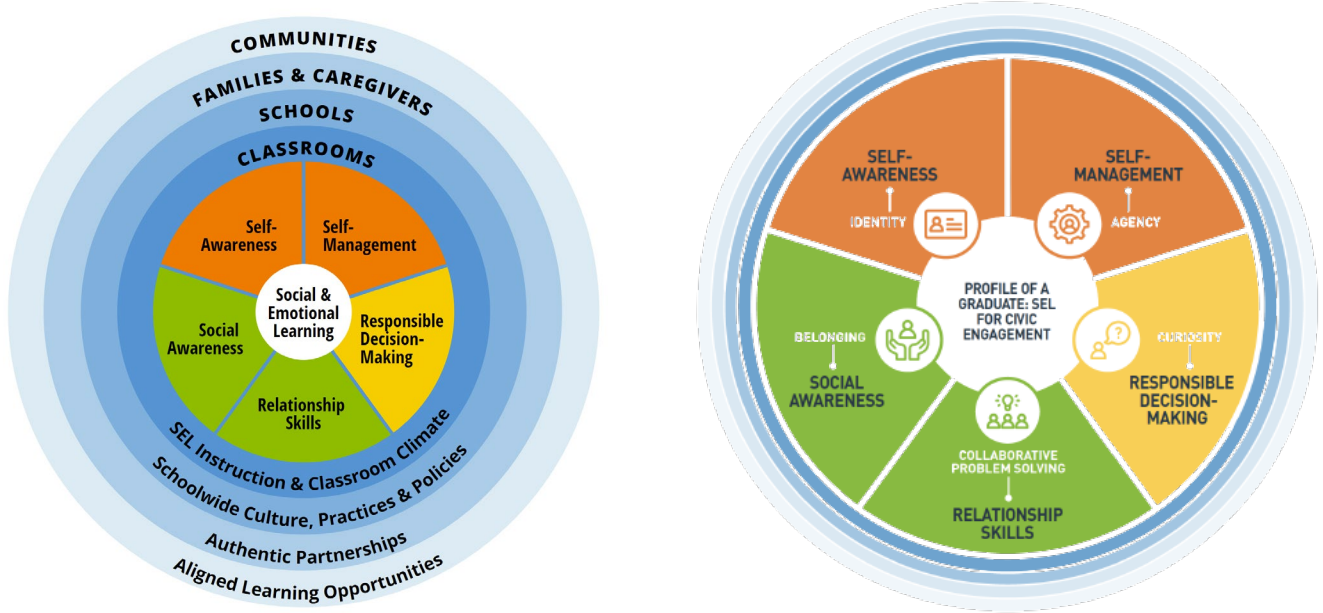 COMMUNITIES
FAMILIES & CAREGIVERS
SCHOOLS
CLASSROOMS
Self-
Awareness
Self-
Management
Social &
Emotional
Learning
Social
Awareness
Responsible
Decision-
Making
Relationship
Skills
SEL Instruction & Classroom Climate
Schoolwide Culture, Practices & Policies
Authentic Partnerships
Aligned Learning Opportunities
SELF-
AWARENESS
IDENTITY
SELF-
MANAGEMENT
AGENCY
PROFILE OF A
GRADUATE: SEL
FOR CIVIC
ENGAGEMENT
BELONGING
SOCIAL
AWARENESS
CURIOSITY
?
RESPONSIBLE
DECISION-
MAKING
COLLABORATIVE
PROBLEM SOLVING
RELATIONSHIP
SKILLS